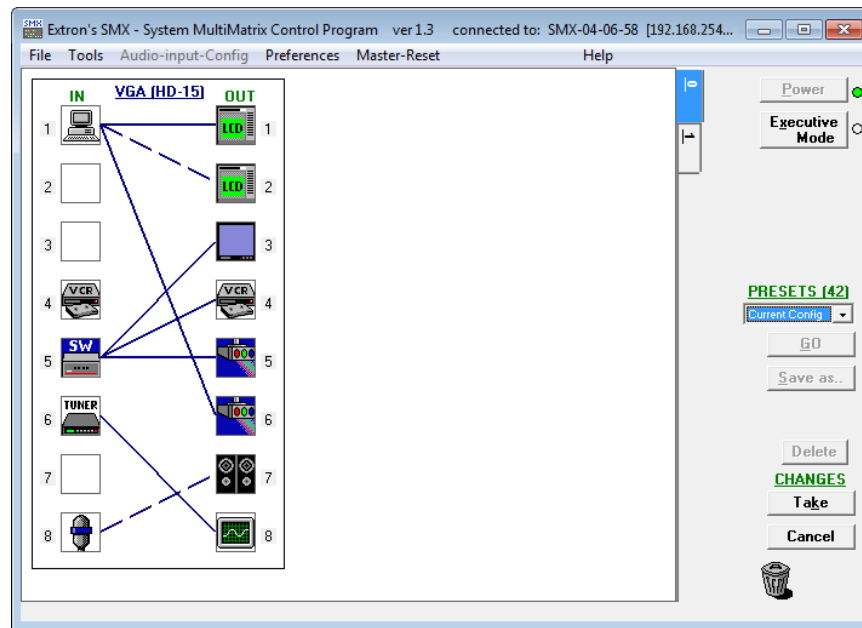 SMX Extron's SMX - System MultiMatrix Control Program ver 1.3 connected to: SMX-04-06-58 [192.168.254...
File Tools Audio-input-Config Preferences Master-Reset Help
IN VGA (HD-15) OUT
1 LCD 1
2 LCD 2
3 3
4 VCR VCR 4
5 SW 5
6 TUNER 6
7 7
8 8
0
1
Power
Executive
Mode
PRESETS (42)
Current Config
GO
Save as..
Delete
CHANGES
Take
Cancel